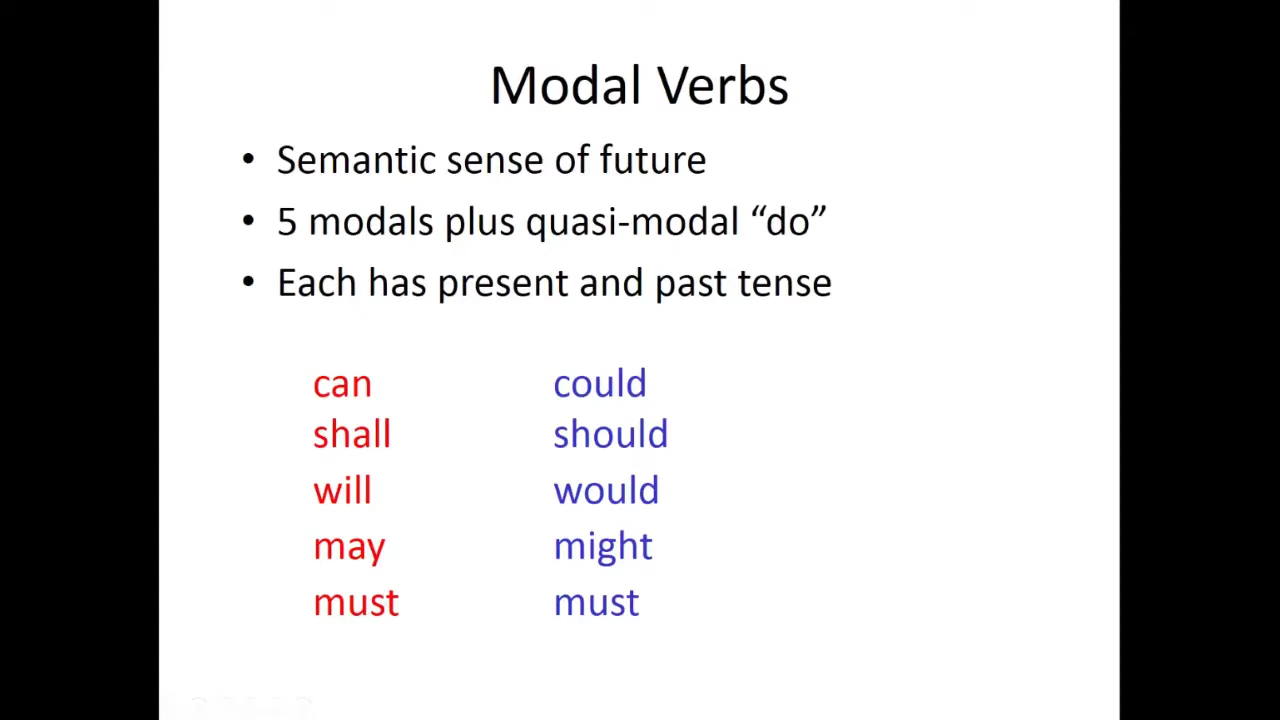 Modal Verbs
• Semantic sense of future
• 5 modals plus quasi-modal “do”
• Each has present and past tense
can could
shall should
will would
may might
must must